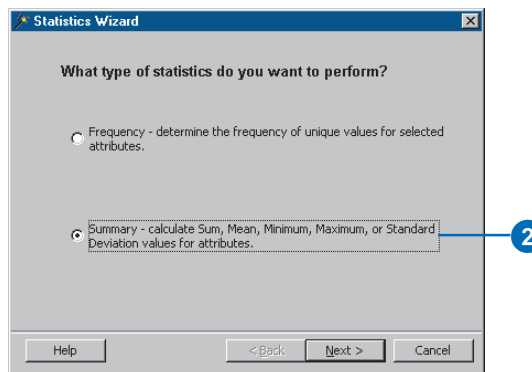 Statistics Wizard
What type of statistics do you want to perform?
Frequency - determine the frequency of unique values for selected
attributes.
Summary - calculate Sum, Mean, Minimum, Maximum, or Standard
Deviation values for attributes.
2
Help
< Back
Next >
Cancel